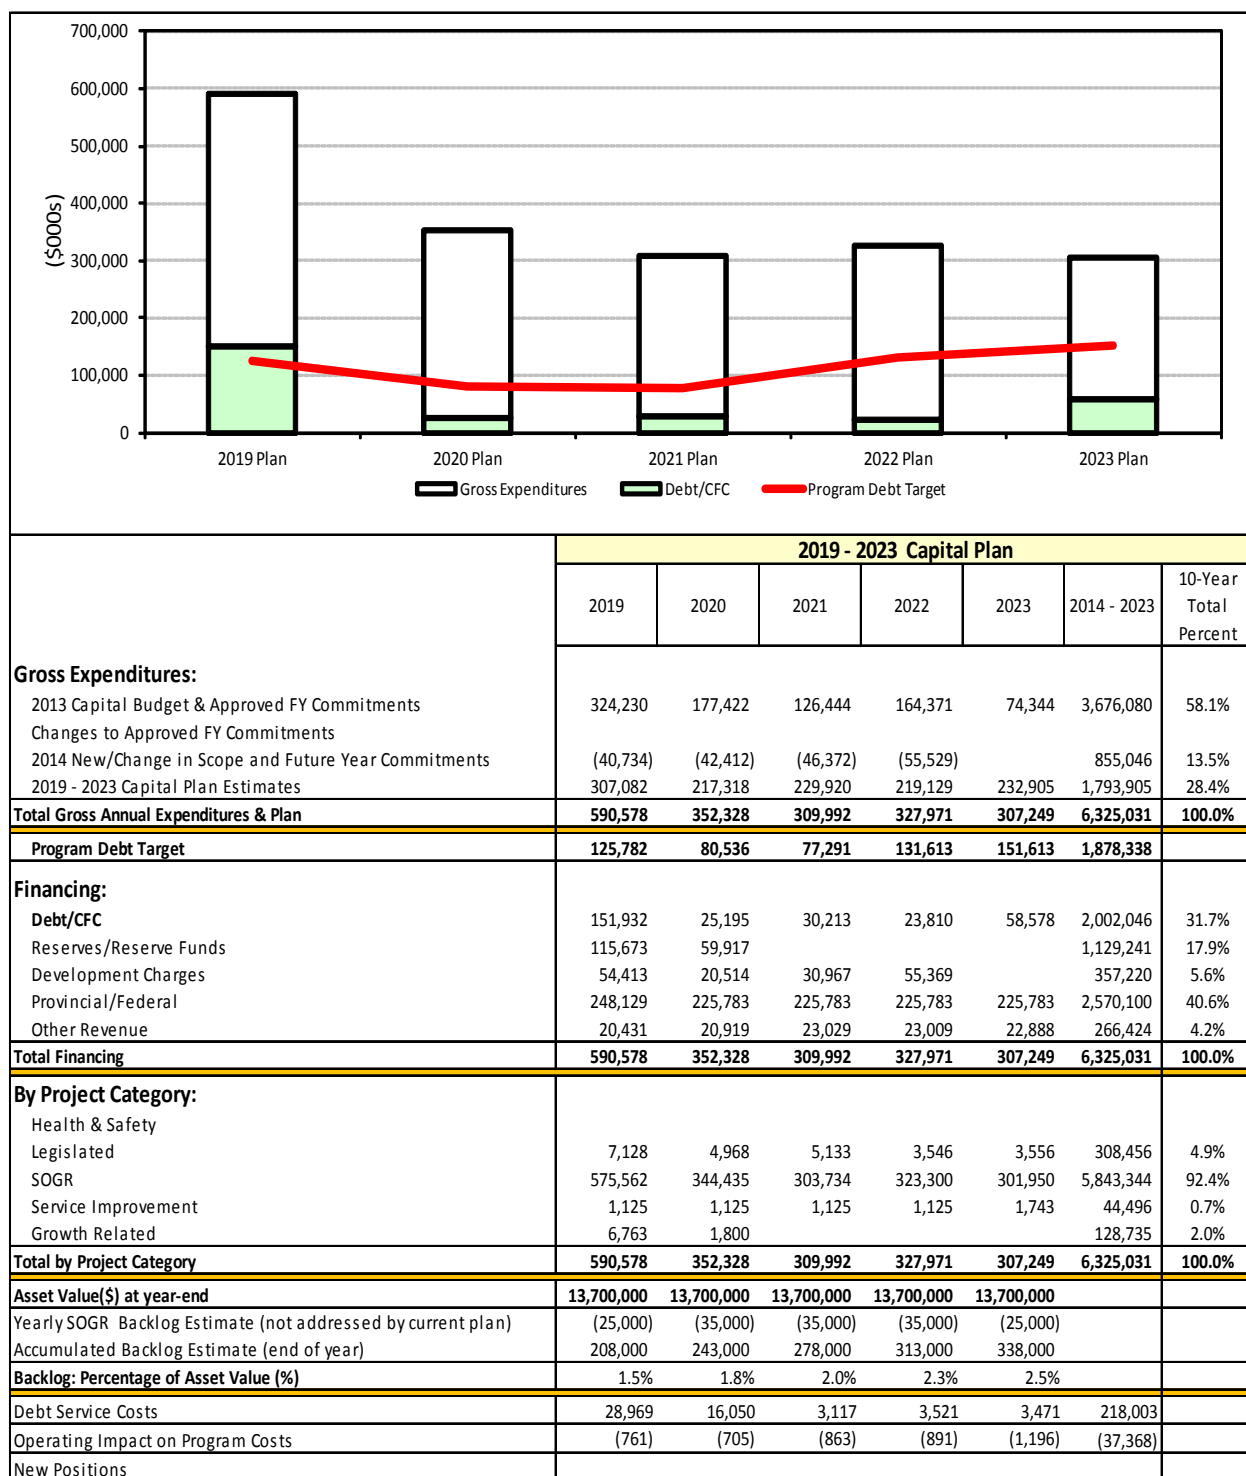 700,000
600,000
500,000
400,000
300,000
200,000
100,000
0
($000s)
2019 Plan 2020 Plan 2021 Plan 2022 Plan 2023 Plan
Gross Expenditures Debt/CFC Program Debt Target
2019 - 2023 Capital Plan
2019 2020 2021 2022 2023 2014 - 2023 10-Year Total Percent
Gross Expenditures:
2013 Capital Budget & Approved FY Commitments 324,230 177,422 126,444 164,371 74,344 3,676,080 58.1%
Changes to Approved FY Commitments
2014 New/Change in Scope and Future Year Commitments (40,734) (42,412) (46,372) (55,529) 855,046 13.5%
2019 - 2023 Capital Plan Estimates 307,082 217,318 229,920 219,129 232,905 1,793,905 28.4%
Total Gross Annual Expenditures & Plan 590,578 352,328 309,992 327,971 307,249 6,325,031 100.0%
Program Debt Target 125,782 80,536 77,291 131,613 151,613 1,878,338
Financing:
Debt/CFC 151,932 25,195 30,213 23,810 58,578 2,002,046 31.7%
Reserves/Reserve Funds 115,673 59,917 1,129,241 17.9%
Development Charges 54,413 20,514 30,967 55,369 357,220 5.6%
Provincial/Federal 248,129 225,783 225,783 225,783 225,783 2,570,100 40.6%
Other Revenue 20,431 20,919 23,029 23,009 22,888 266,424 4.2%
Total Financing 590,578 352,328 309,992 327,971 307,249 6,325,031 100.0%
By Project Category:
Health & Safety
Legislated 7,128 4,968 5,133 3,546 3,556 308,456 4.9%
SOGR 575,562 344,435 303,734 323,300 301,950 5,843,344 92.4%
Service Improvement 1,125 1,125 1,125 1,125 1,743 44,496 0.7%
Growth Related 6,763 1,800 128,735 2.0%
Total by Project Category 590,578 352,328 309,992 327,971 307,249 6,325,031 100.0%
Asset Value($) at year-end 13,700,000 13,700,000 13,700,000 13,700,000 13,700,000
Yearly SOGR Backlog Estimate (not addressed by current plan) (25,000) (35,000) (35,000) (35,000) (25,000)
Accumulated Backlog Estimate (end of year) 208,000 243,000 278,000 313,000 338,000
Backlog: Percentage of Asset Value (%) 1.5% 1.8% 2.0% 2.3% 2.5%
Debt Service Costs 28,969 16,050 3,117 3,521 3,471 218,003
Operating Impact on Program Costs (761) (705) (863) (891) (1,196) (37,368)
New Positions